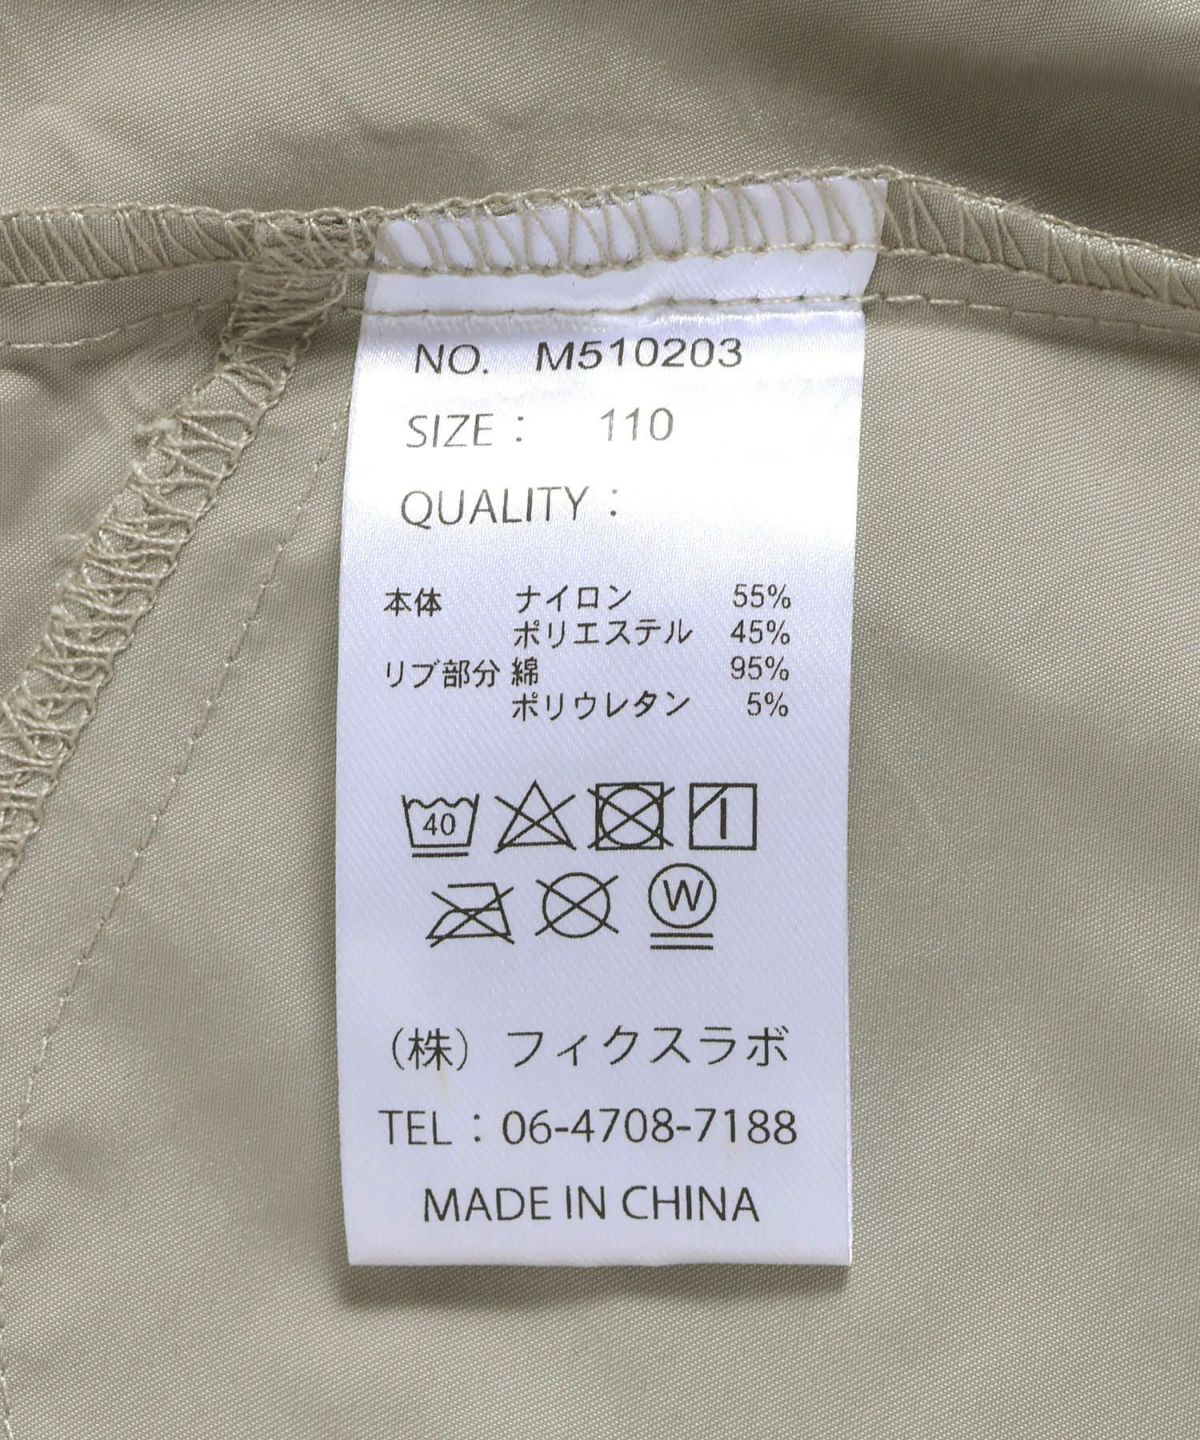 NO. M510203
SIZE： 110
QUALITY：
本体 ナイロン 55%
ポリエステル 45%
リブ部分 綿 95%
ポリウレタン 5%
40
W
（株） フィクスラボ
TEL：06-4708-7188
MADE IN CHINA